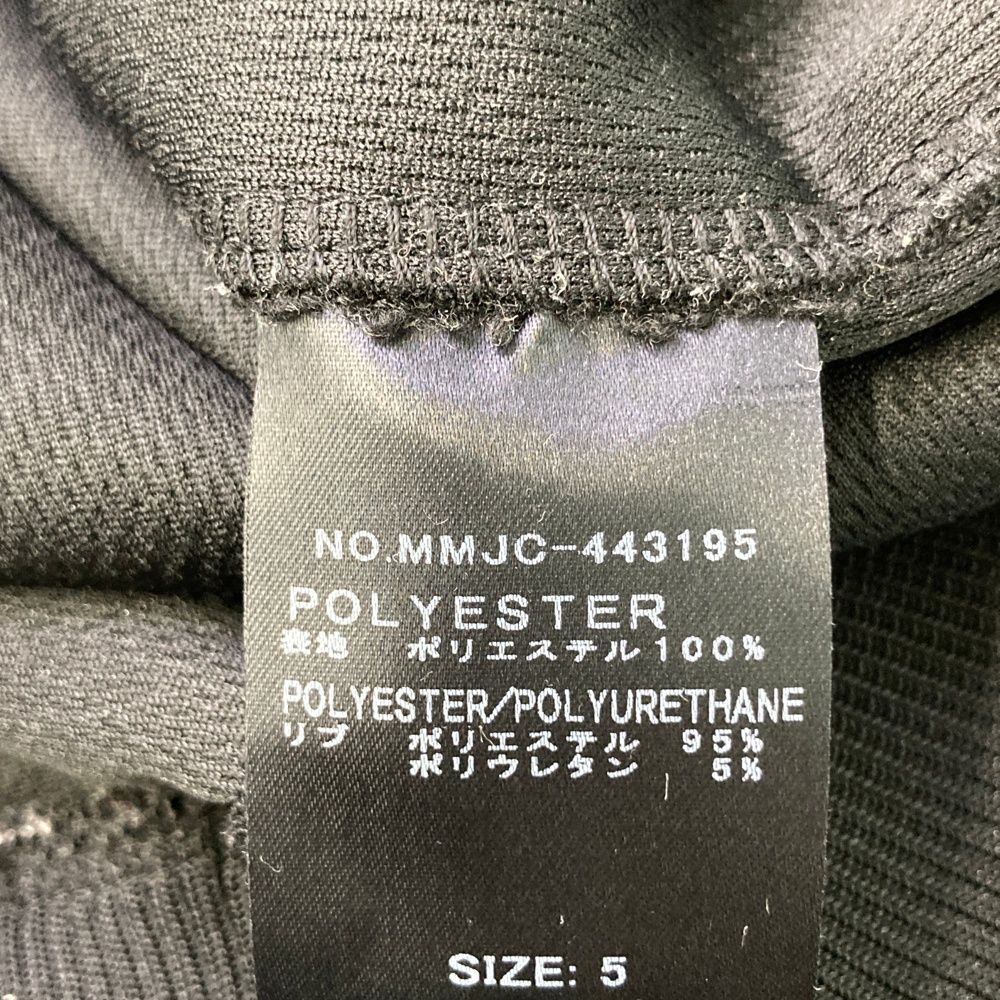 NO.MMJC-443195
POLYESTER
表地 ポリエステル100%
POLYESTER/POLYURETHANE
リブ ポリエステル 95%
ポリウレタン 5%
SIZE: 5